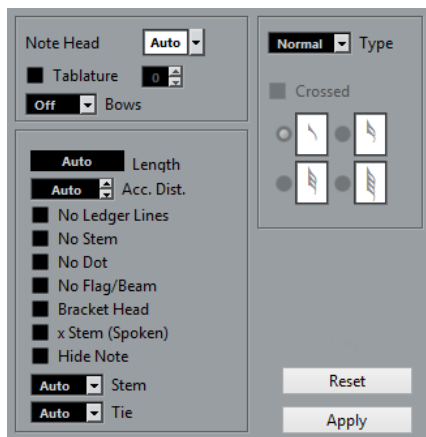 Note Head Auto
Tablature 0
Off Bows
Auto Length
Auto Acc. Dist.
No Ledger Lines
No Stem
No Dot
No Flag/Beam
Bracket Head
x Stem (Spoken)
Hide Note
Auto Stem
Auto Tie
Normal Type
Crossed
Reset
Apply